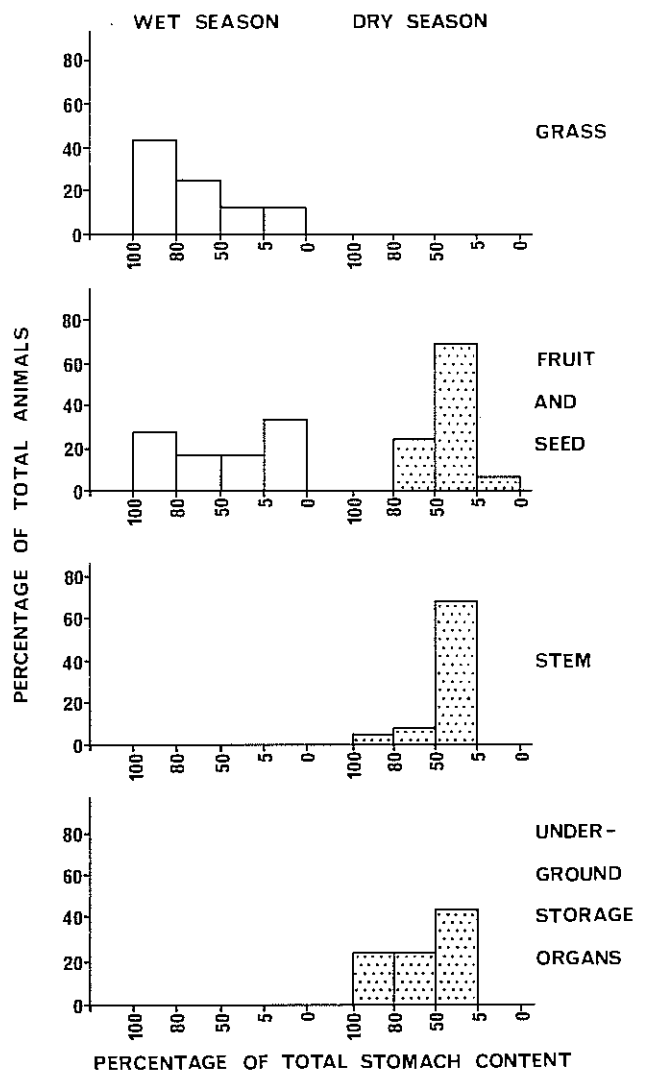 WET SEASON DRY SEASON
80
60
40
20
0
100 80 50 5 0 100 80 50 5 0
GRASS
80
60
40
20
0
100 80 50 5 0 100 80 50 5 0
FRUIT
AND
SEED
80
60
40
20
0
100 80 50 5 0 100 80 50 5 0
STEM
80
60
40
20
0
100 80 50 5 0 100 80 50 5 0
UNDER-
GROUND
STORAGE
ORGANS
PERCENTAGE OF TOTAL ANIMALS
PERCENTAGE OF TOTAL STOMACH CONTENT